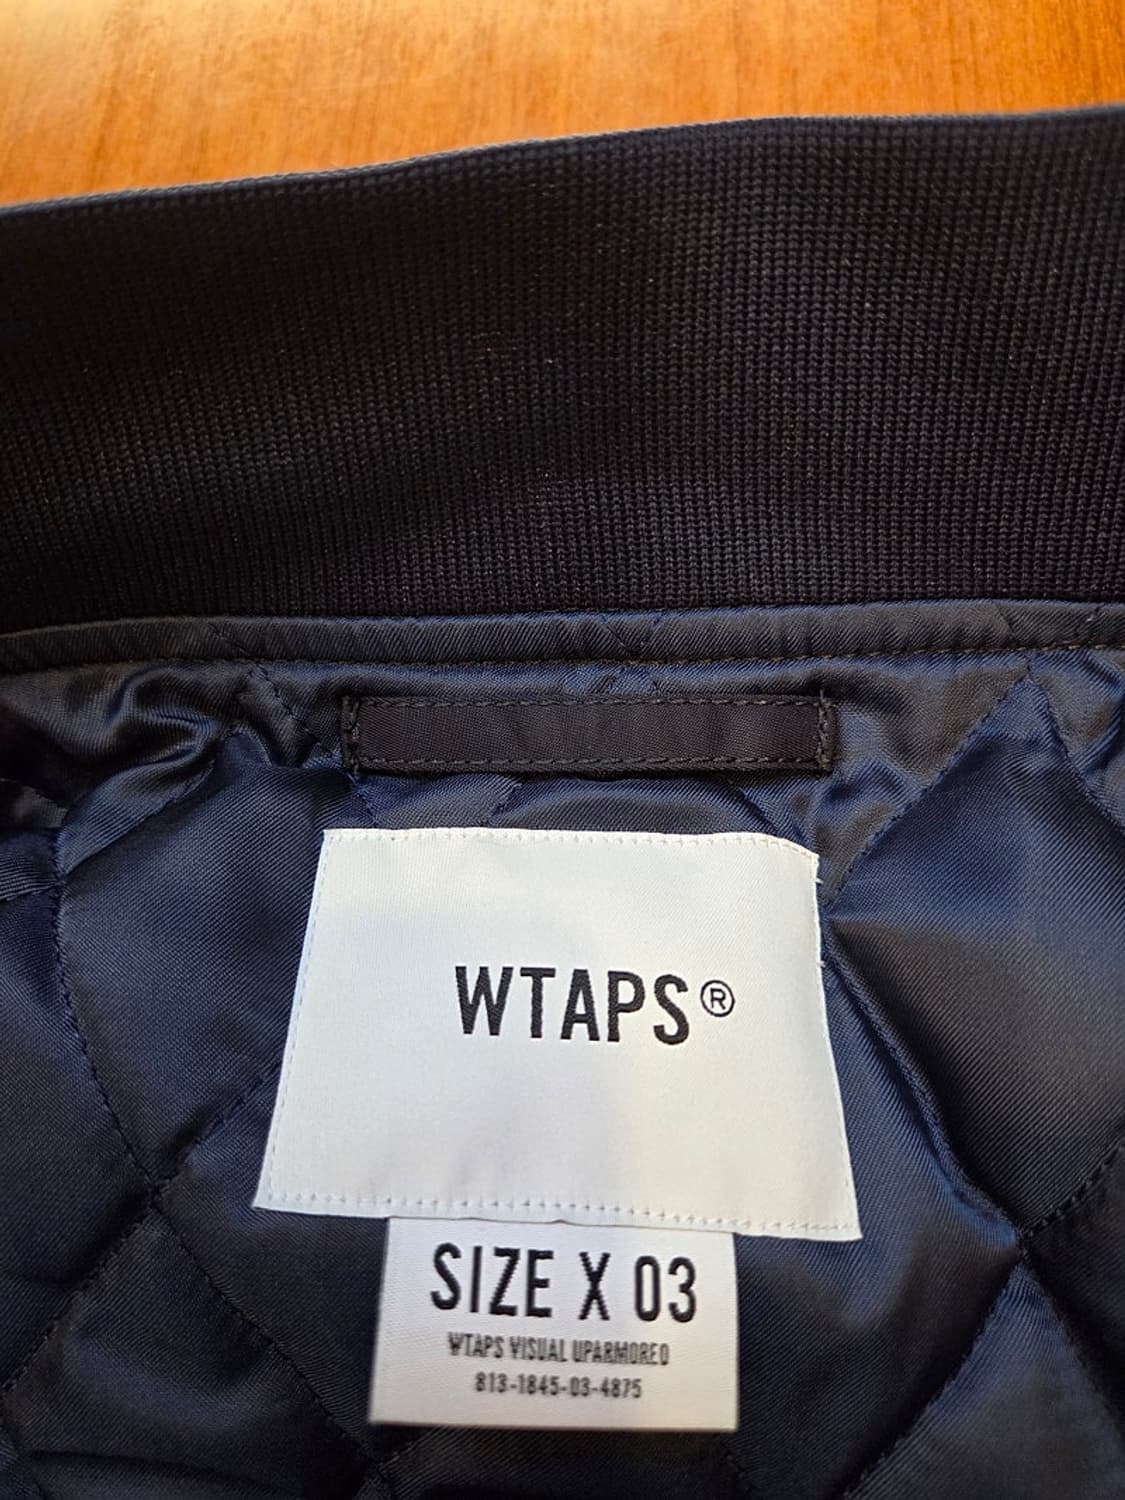 WTAPS®
SIZE X 03
WTAPS VISUAL UPARMORED
813-1845-03-4875